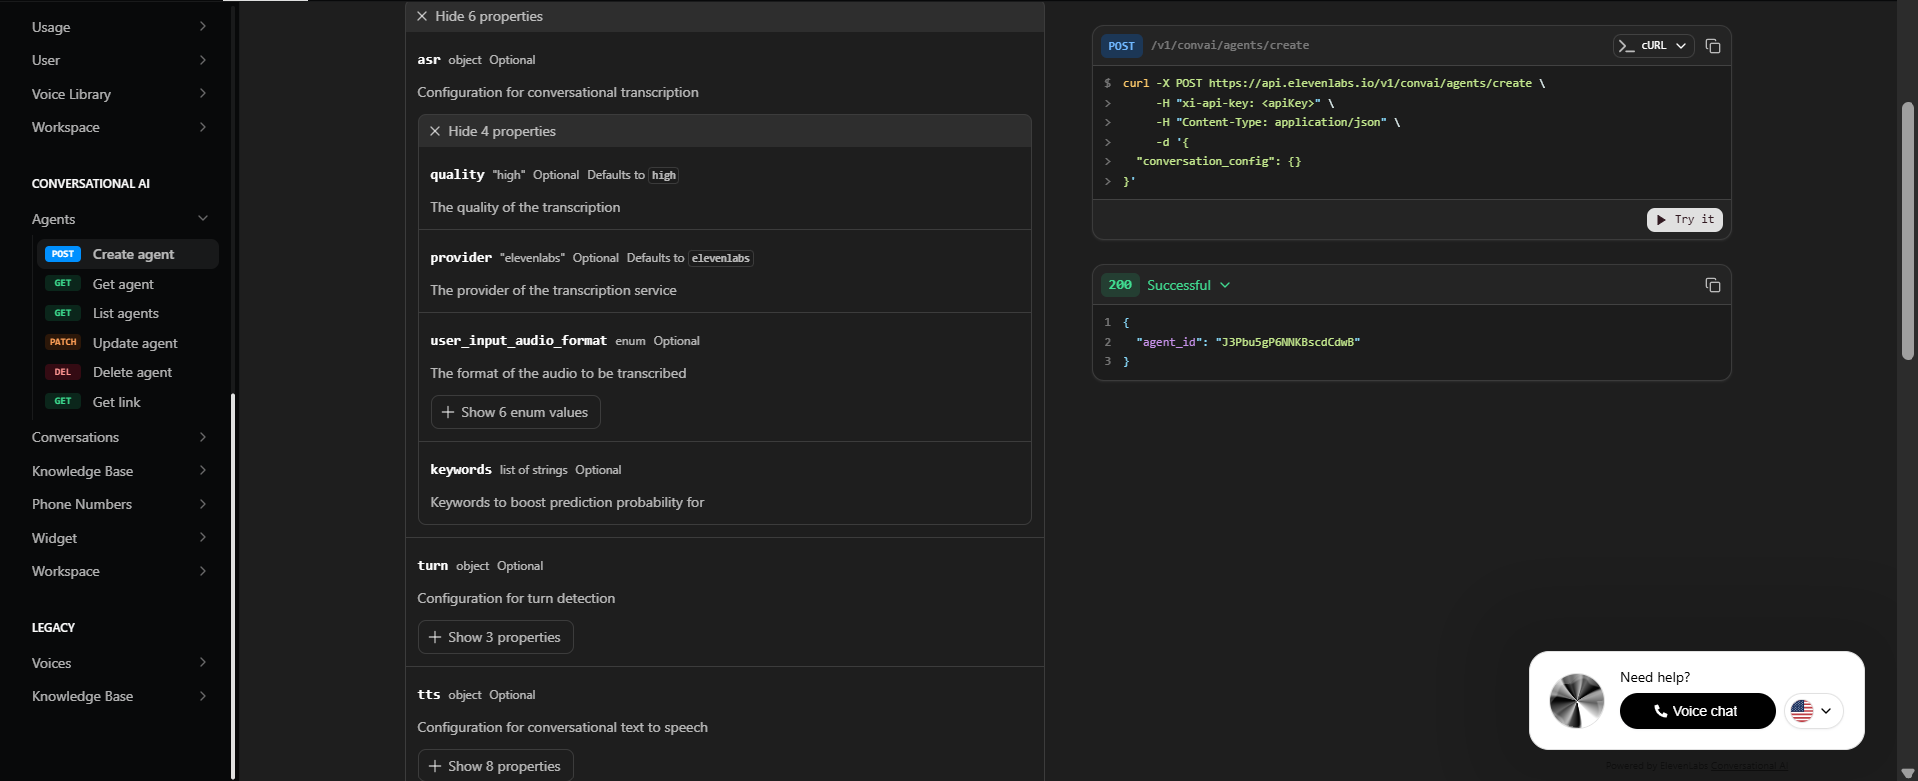 Usage
User
Voice Library
Workspace
CONVERSATIONAL AI
Agents
POST Create agent
GET Get agent
GET List agents
PATCH Update agent
DEL Delete agent
GET Get link
Conversations
Knowledge Base
Phone Numbers
Widget
Workspace
LEGACY
Voices
Knowledge Base
Hide 6 properties
asr object Optional
Configuration for conversational transcription
Hide 4 properties
quality "high" Optional Defaults to high
The quality of the transcription
provider "elevenlabs" Optional Defaults to elevenlabs
The provider of the transcription service
user_input_audio_format enum Optional
The format of the audio to be transcribed
+ Show 6 enum values
keywords list of strings Optional
Keywords to boost prediction probability for
turn object Optional
Configuration for turn detection
+ Show 3 properties
tts object Optional
Configuration for conversational text to speech
+ Show 8 properties
POST /v1/convai/agents/create
>_ cURL
$ curl -X POST https://api.elevenlabs.io/v1/convai/agents/create \
> -H "xi-api-key: <apiKey>" \
> -H "Content-Type: application/json" \
> -d '{
> "conversation_config": {}
> }'
Try it
200 Successful
1 {
2 "agent_id": "J3Pbu5gP6NNKBscdCdwB"
3 }
Need help?
Voice chat
Powered by ElevenLabs Conversational AI